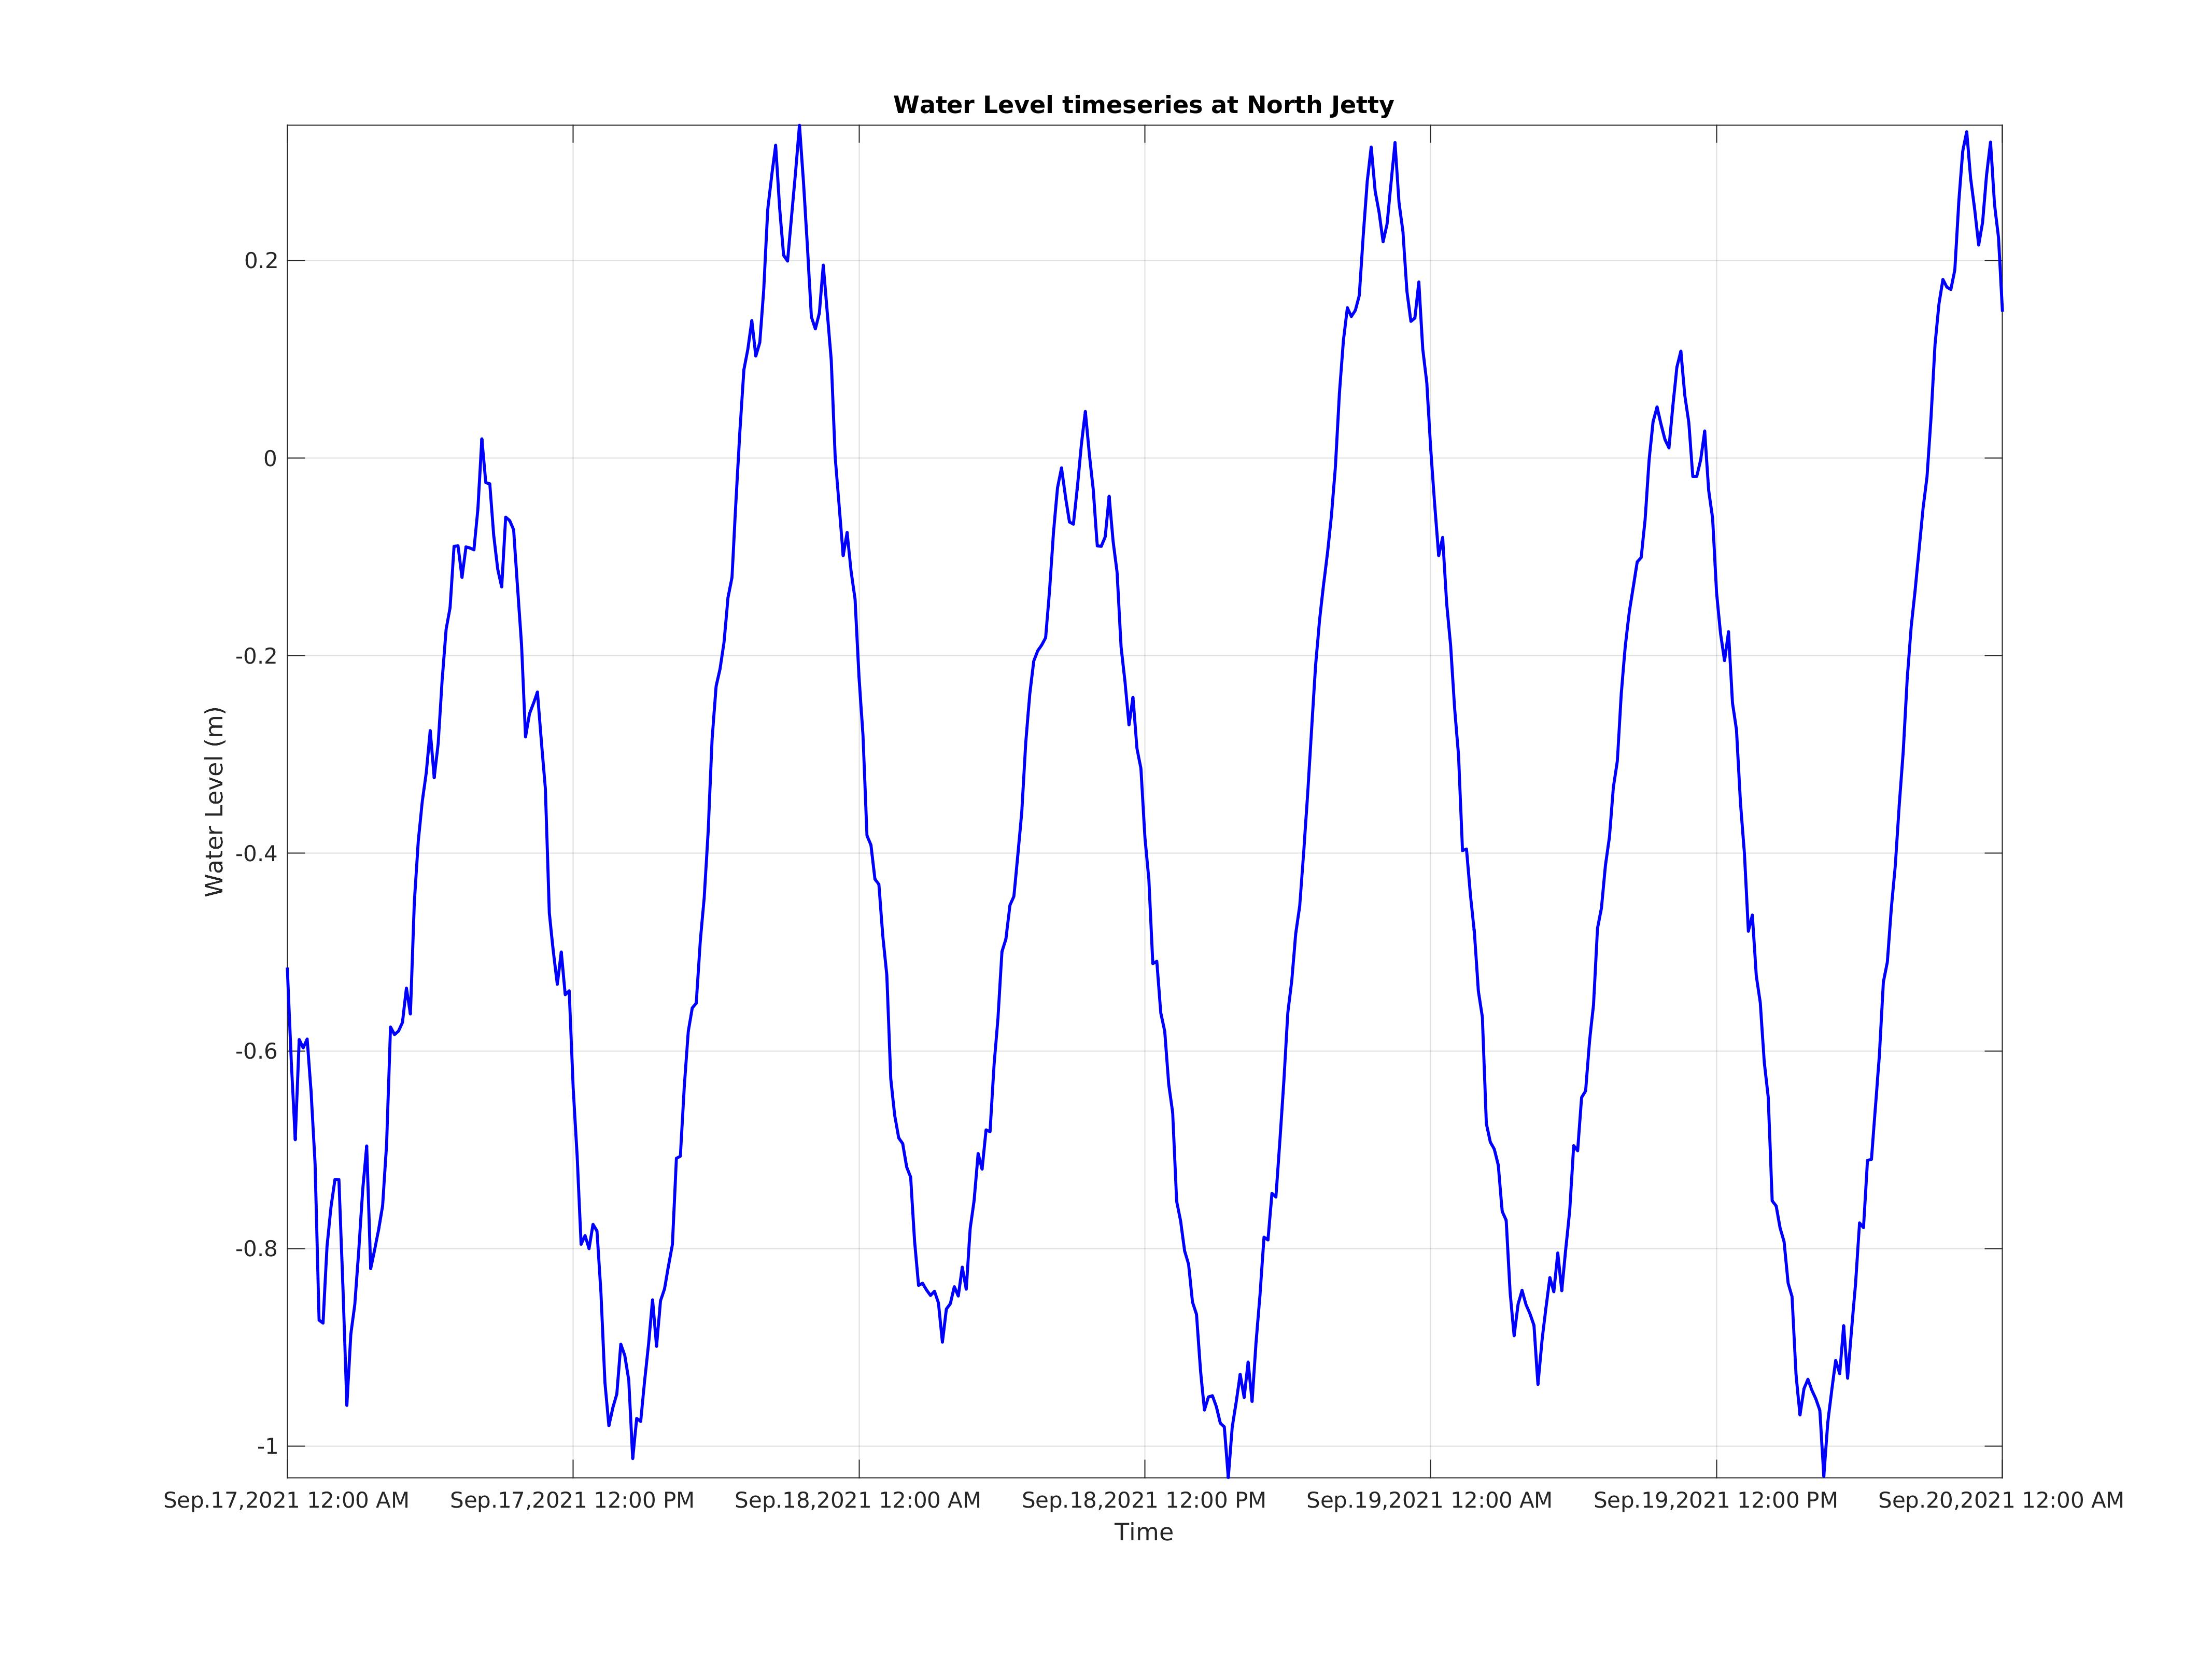 Water Level timeseries at North Jetty
0.2
0
-0.2
-0.4
-0.6
-0.8
-1
Water Level (m)
Sep.17,2021 12:00 AM
Sep.17,2021 12:00 PM
Sep.18,2021 12:00 AM
Sep.18,2021 12:00 PM
Sep.19,2021 12:00 AM
Sep.19,2021 12:00 PM
Sep.20,2021 12:00 AM
Time